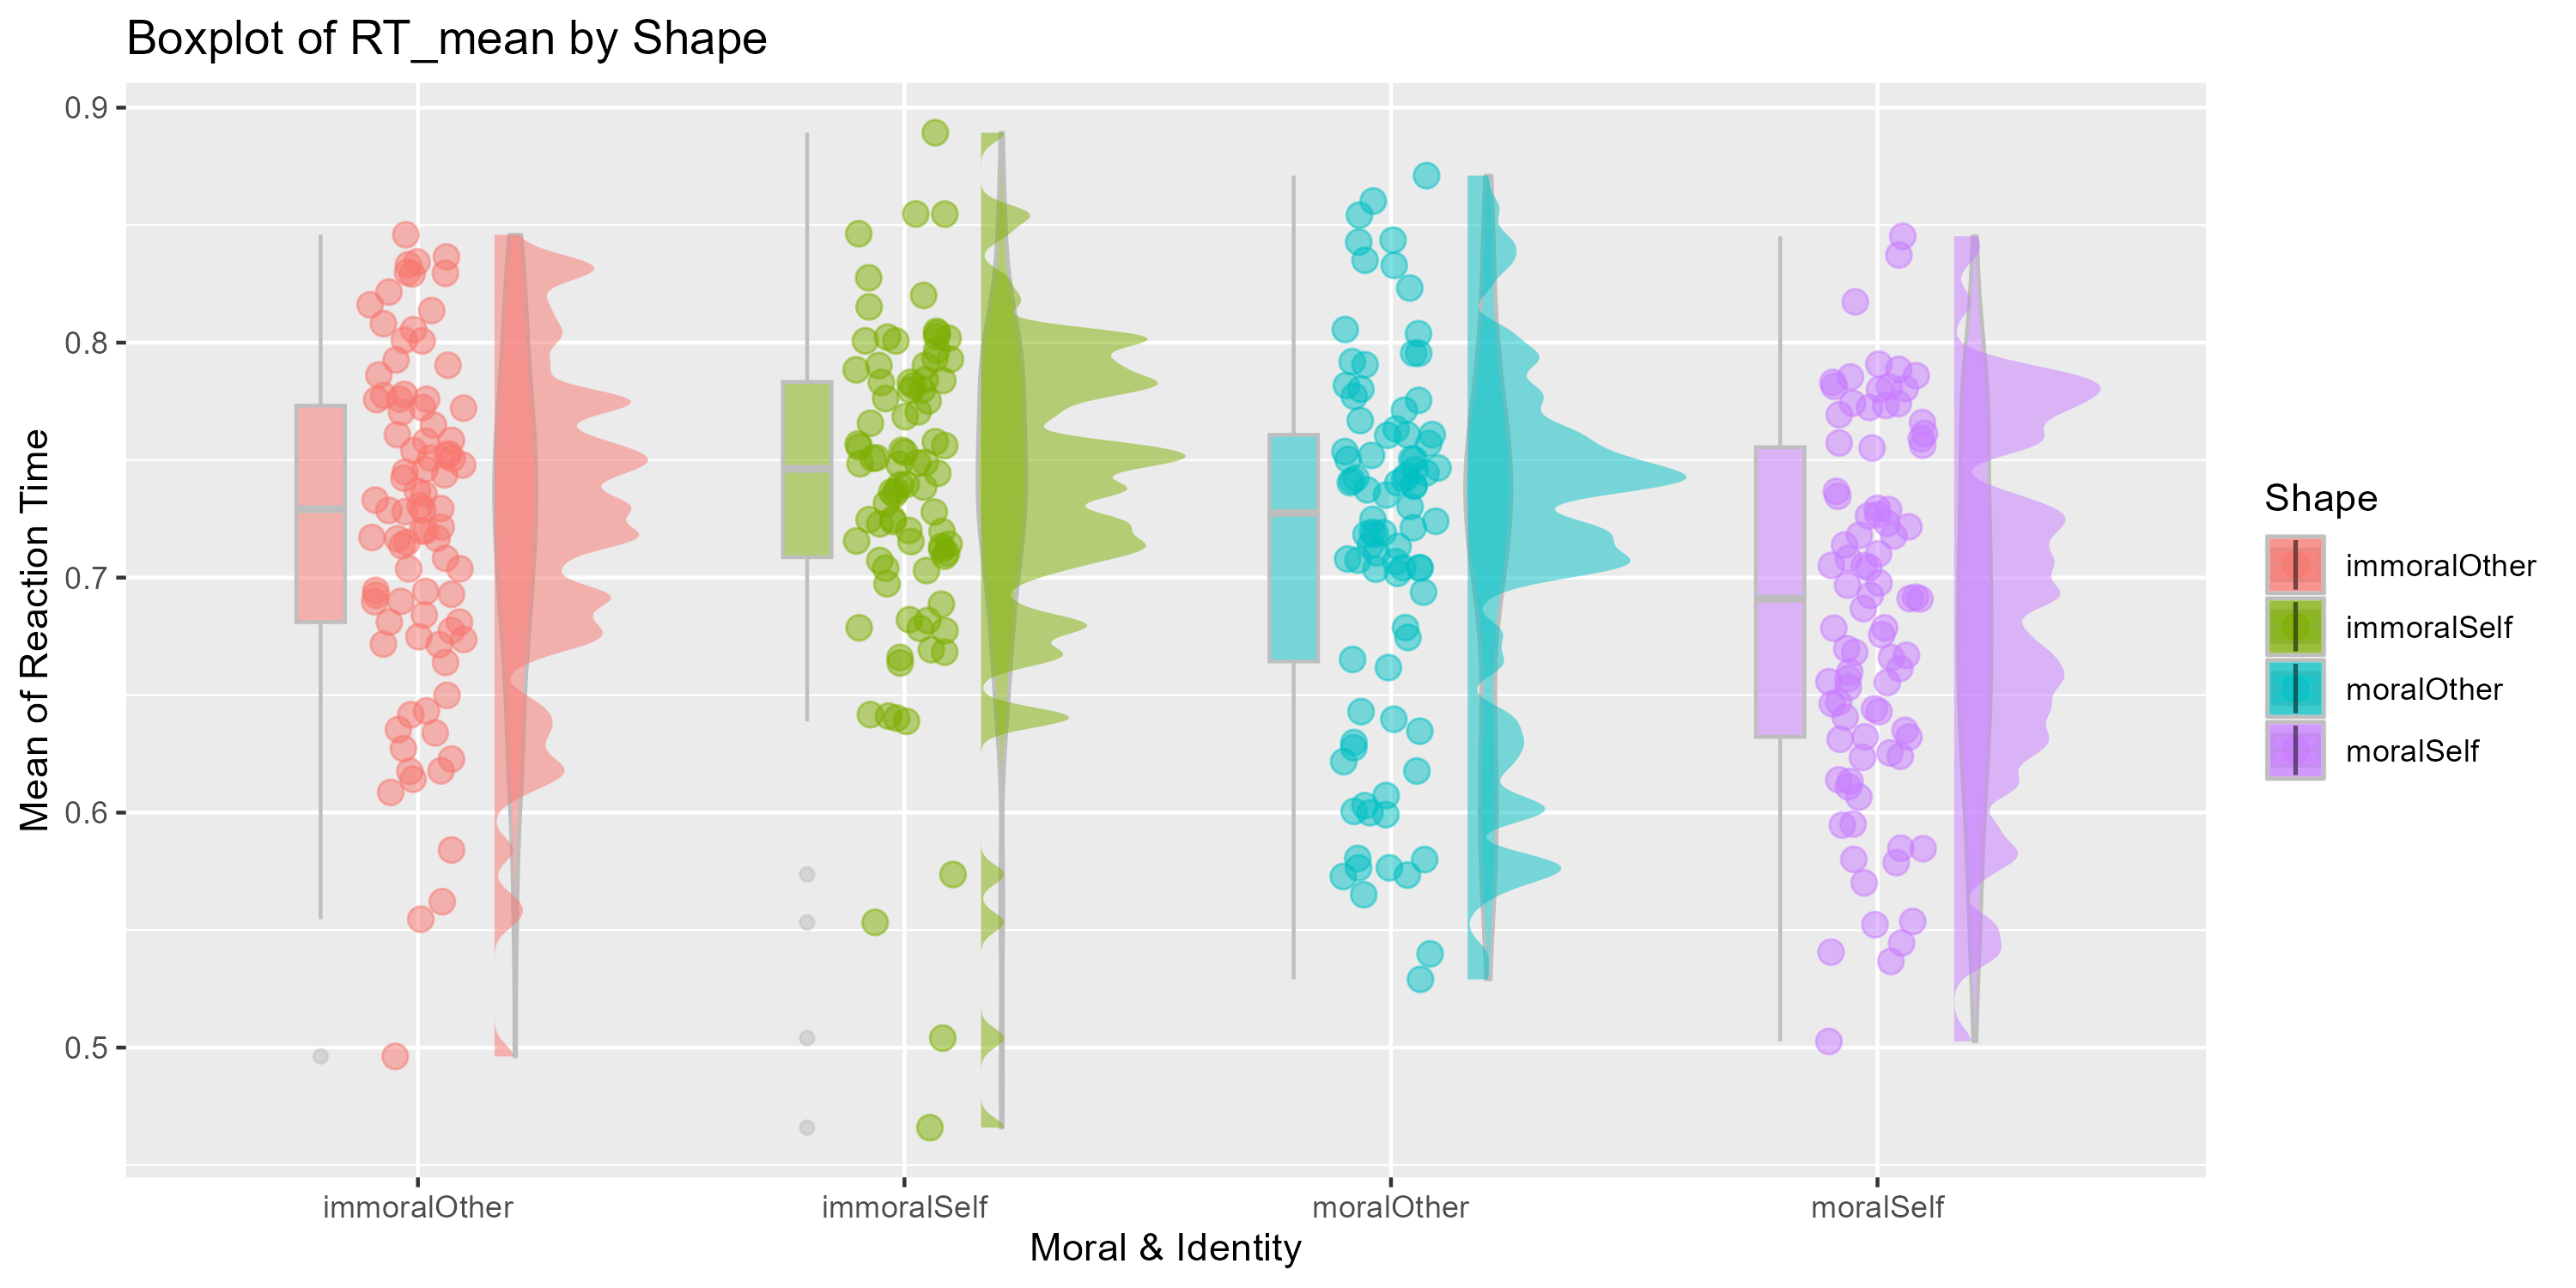 Boxplot of RT_mean by Shape
0.9
0.8
0.7
0.6
0.5
Mean of Reaction Time
immoralOther
immoralSelf
moralOther
moralSelf
Moral & Identity
Shape
immoralOther
immoralSelf
moralOther
moralSelf